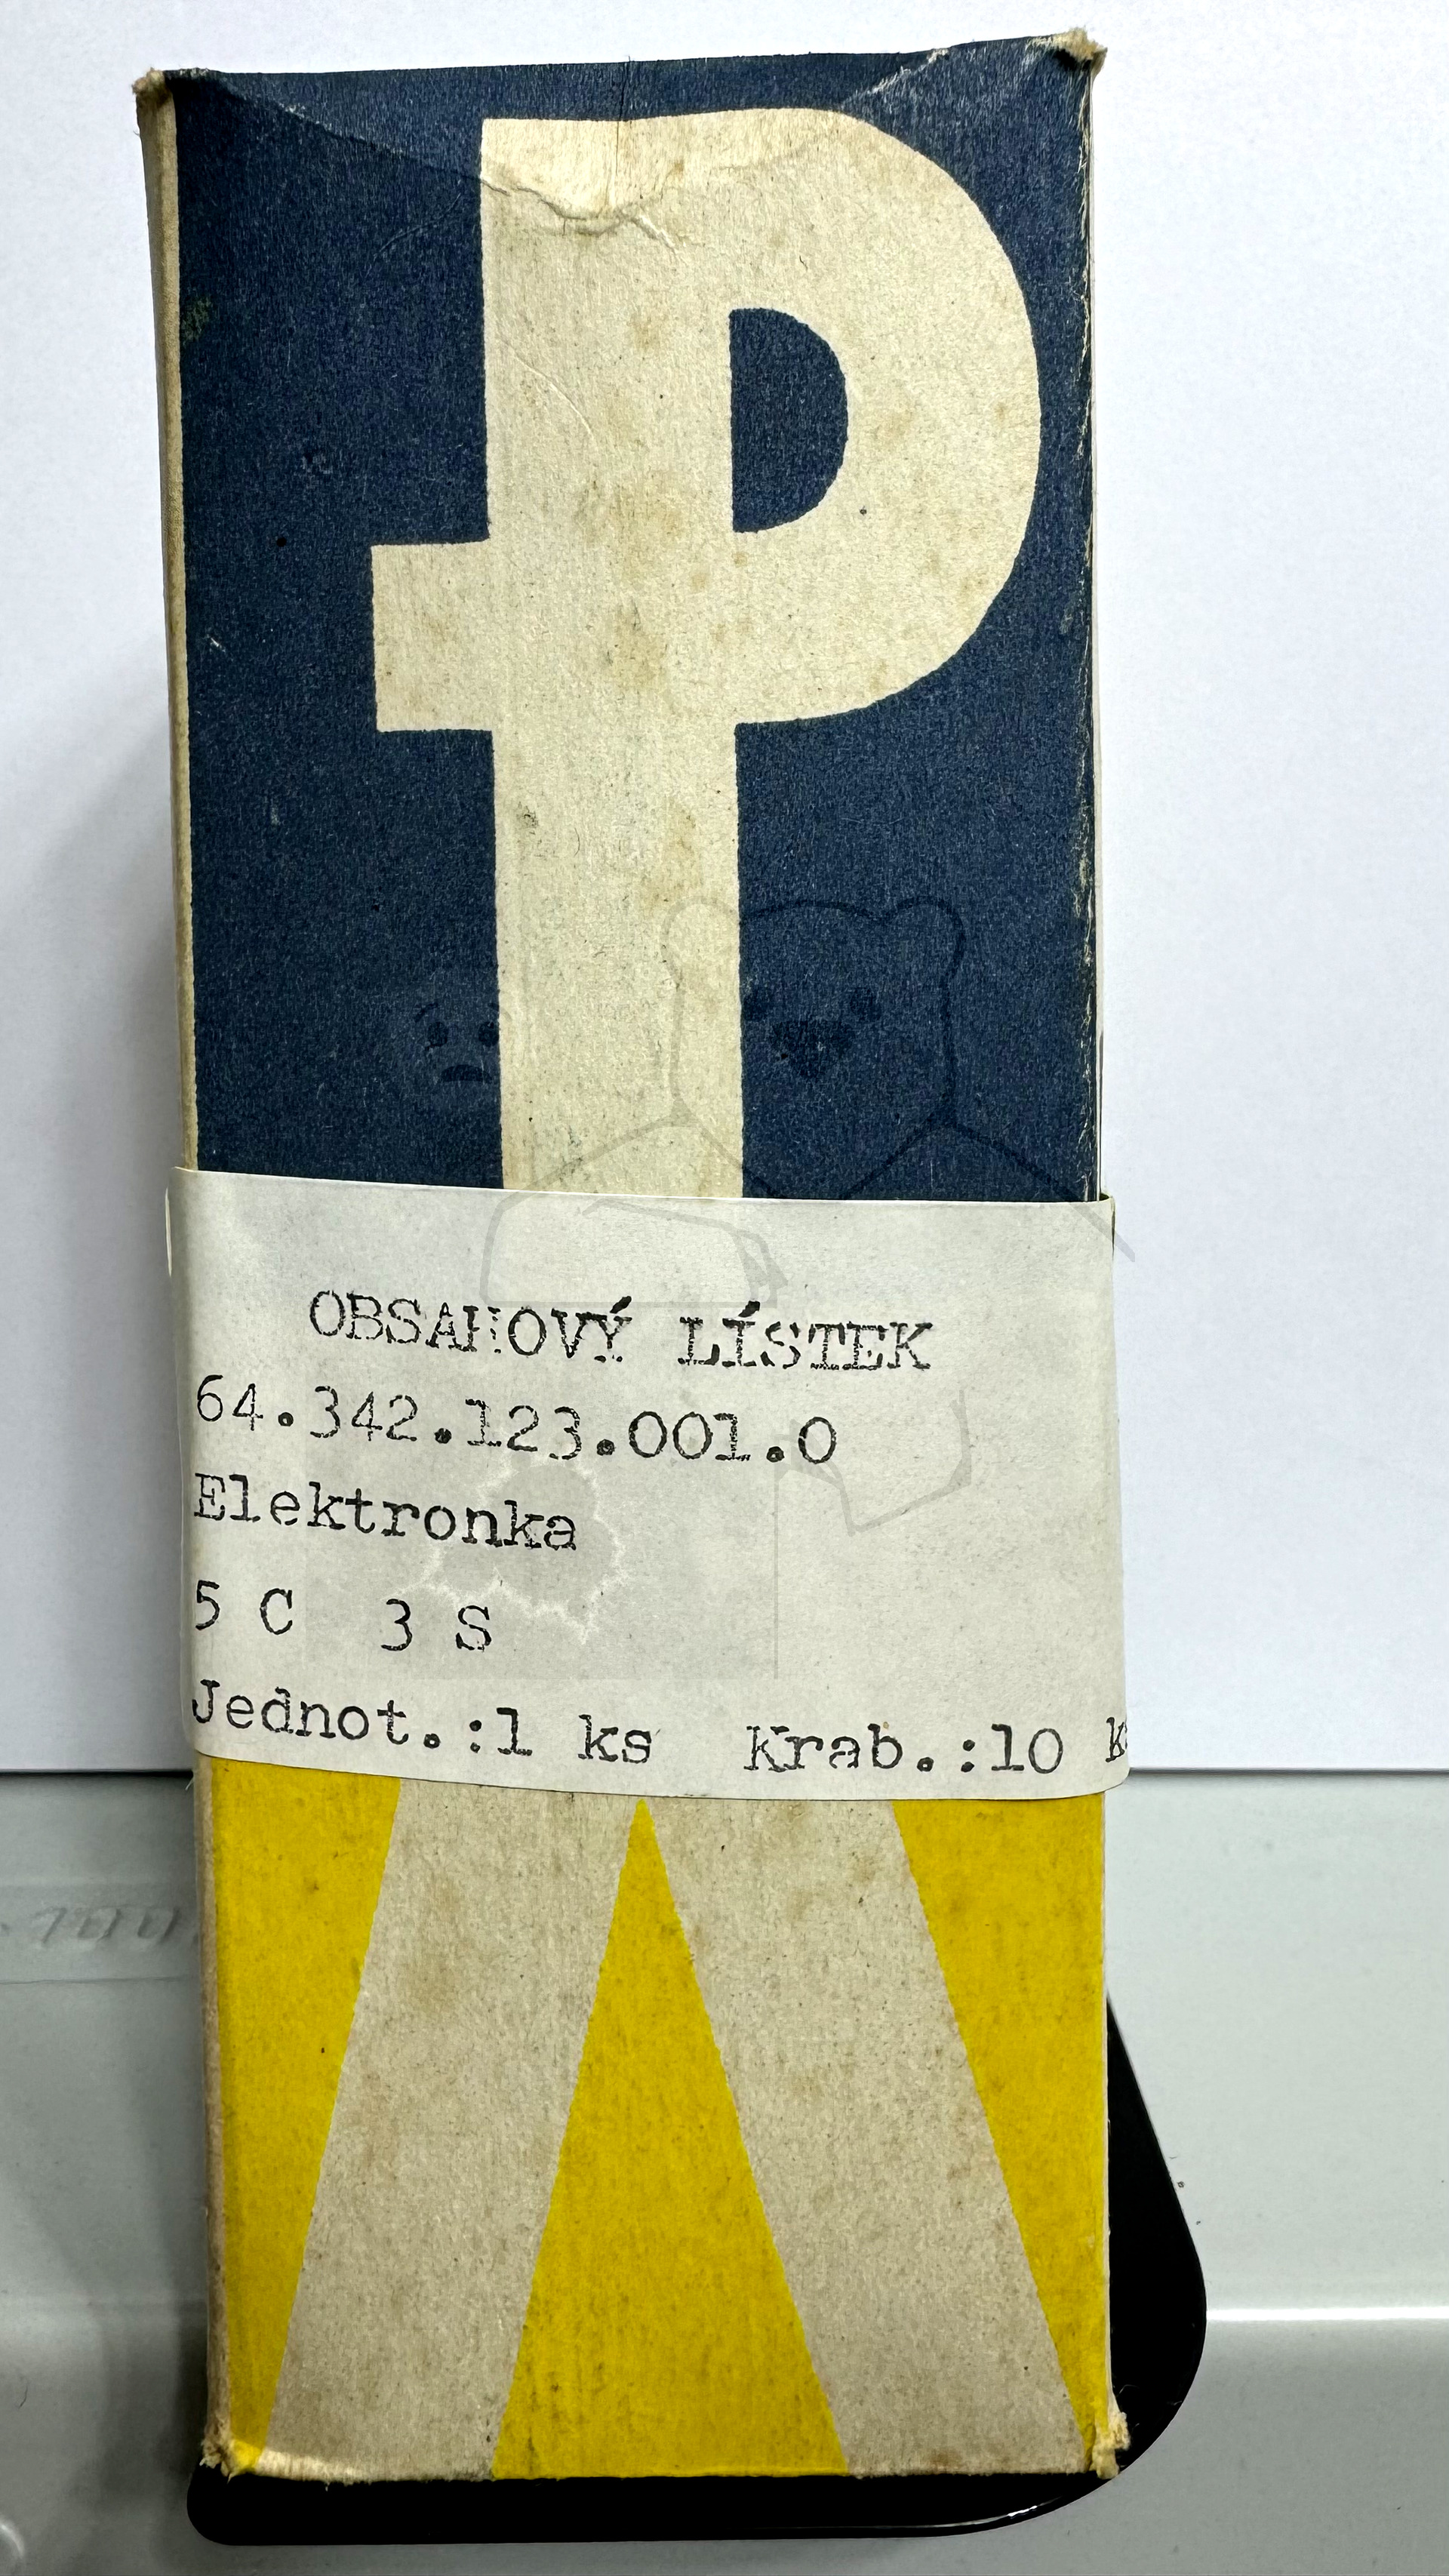 P
OBSAHOVÝ LÍSTEK
64.342.123.001.0
Elektronka
5 C 3 S
Jednot.:1 ks Krab.:10 k